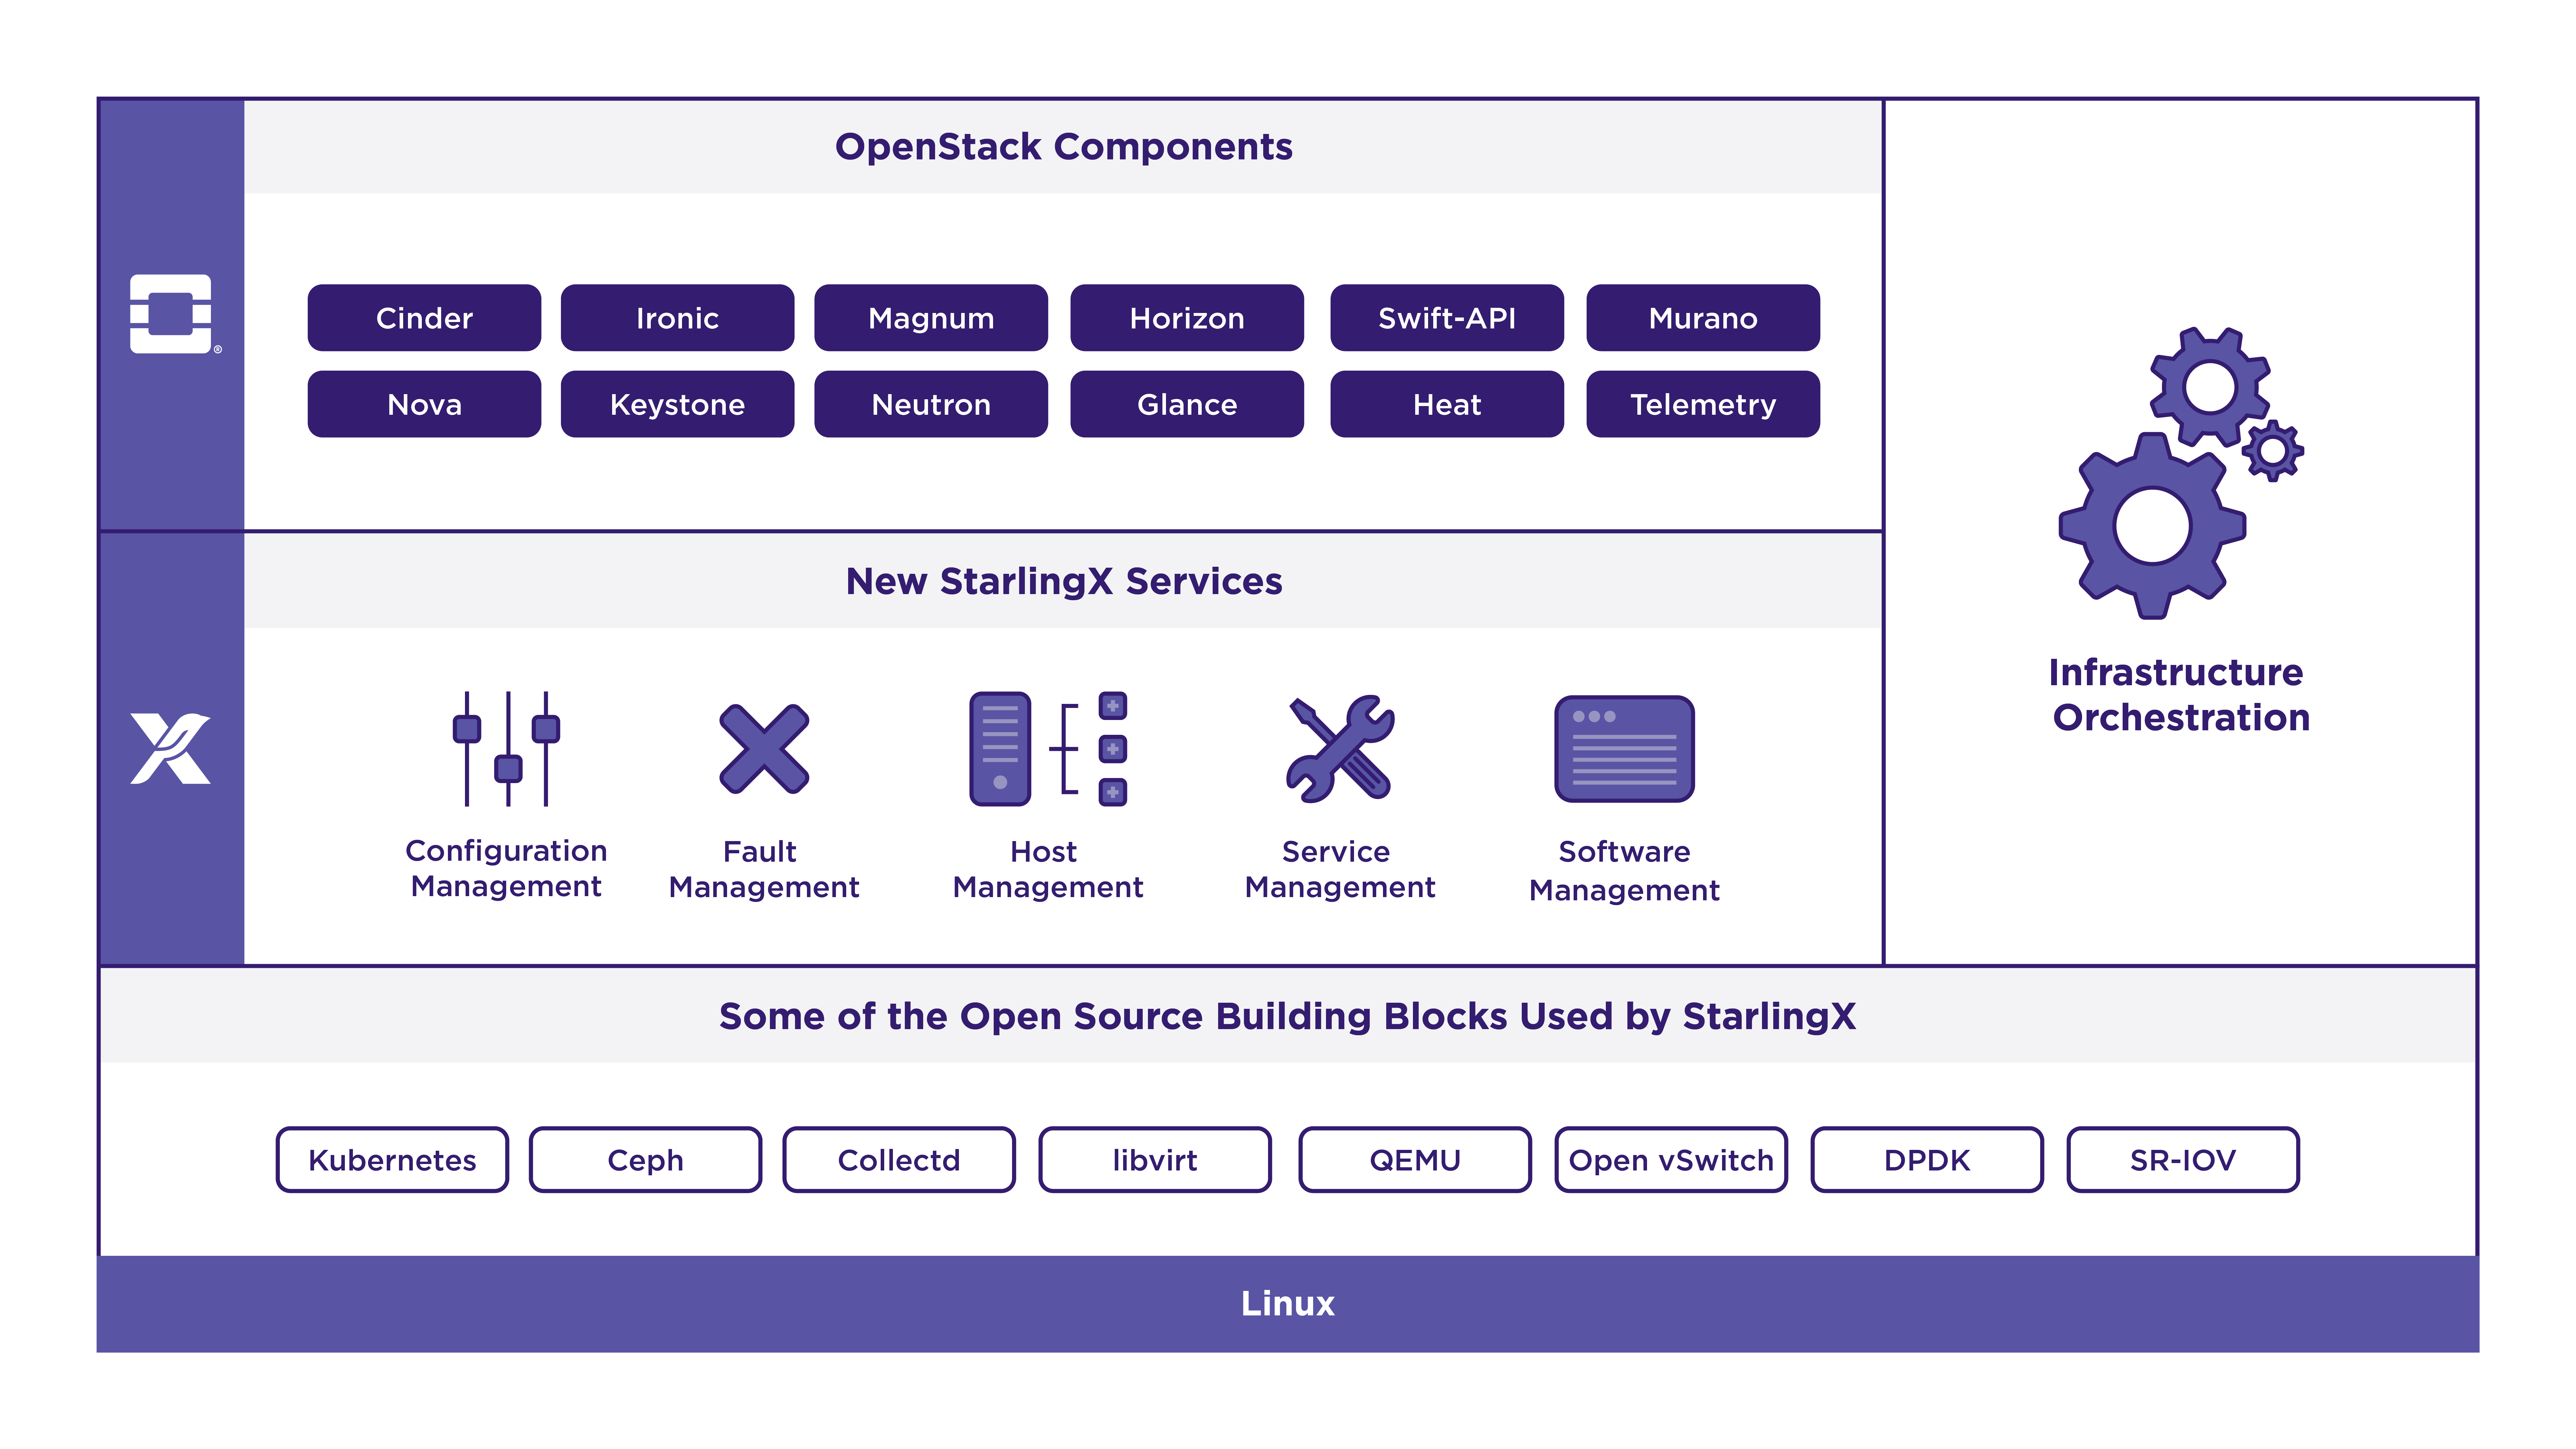 OpenStack Components
Cinder
Ironic
Magnum
Horizon
Swift-API
Murano
Nova
Keystone
Neutron
Glance
Heat
Telemetry
®
New StarlingX Services
Configuration
Management
Fault
Management
Host
Management
Service
Management
Software
Management
Infrastructure
Orchestration
Some of the Open Source Building Blocks Used by StarlingX
Kubernetes
Ceph
Collectd
libvirt
QEMU
Open vSwitch
DPDK
SR-IOV
Linux